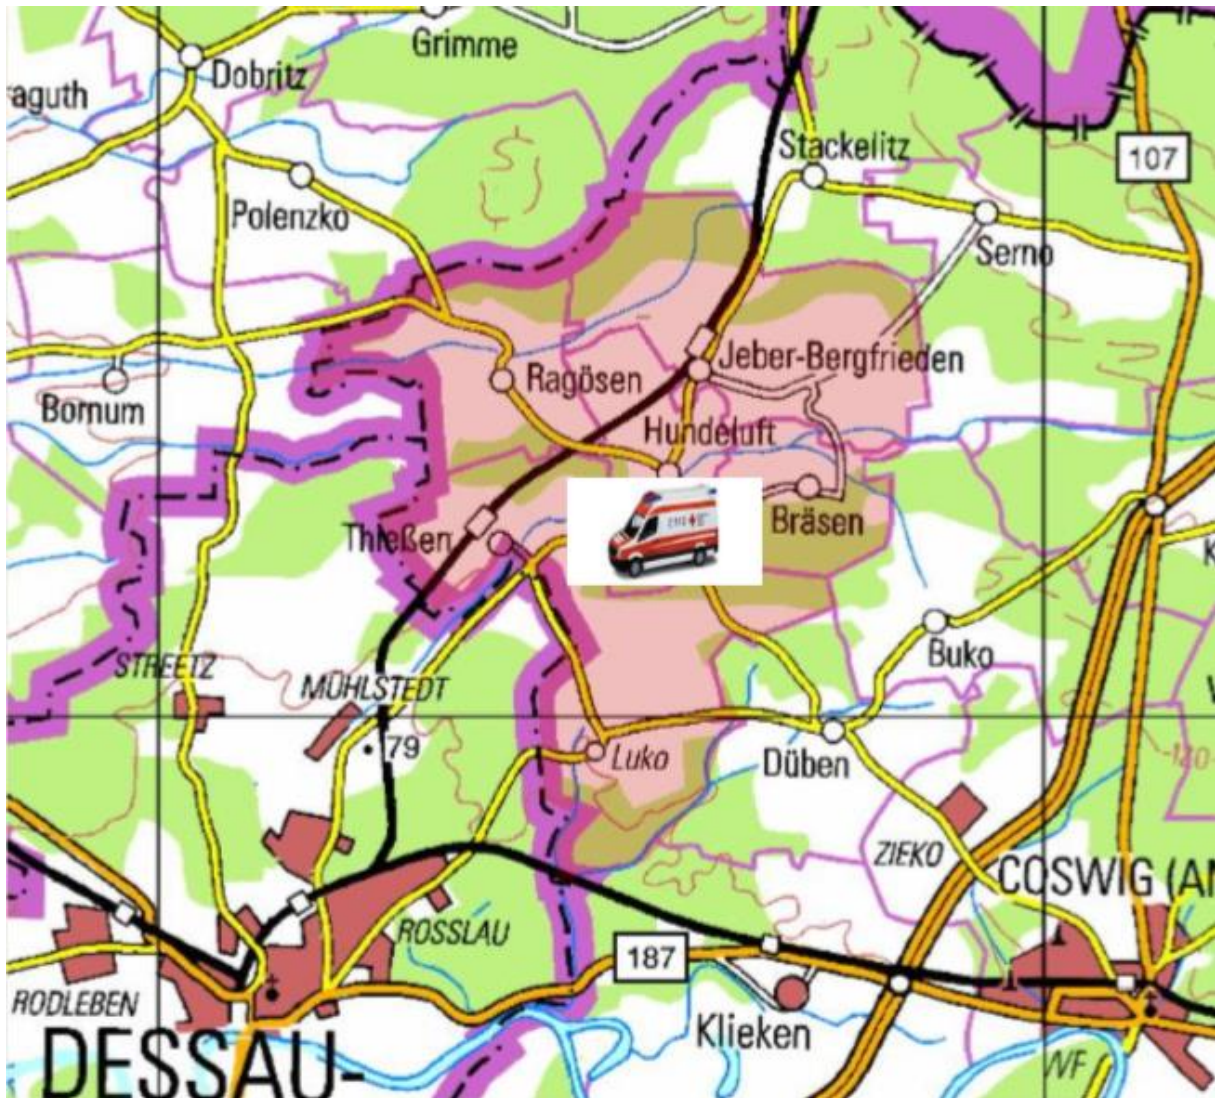 Grimme
Dobritz
aguth
Stackelitz
107
Polenzko
Serno
Jeber-Bergfrieden
Ragösen
Bornum
Hundeluft
Bräsen
Thießen
Buko
STREETZ
MÜHLSTEDT
79
Luko
Düben
ZIEKO
COSWIG (AN
ROSSLAU
187
RODLEBEN
Klieken
DESSAU-
WF